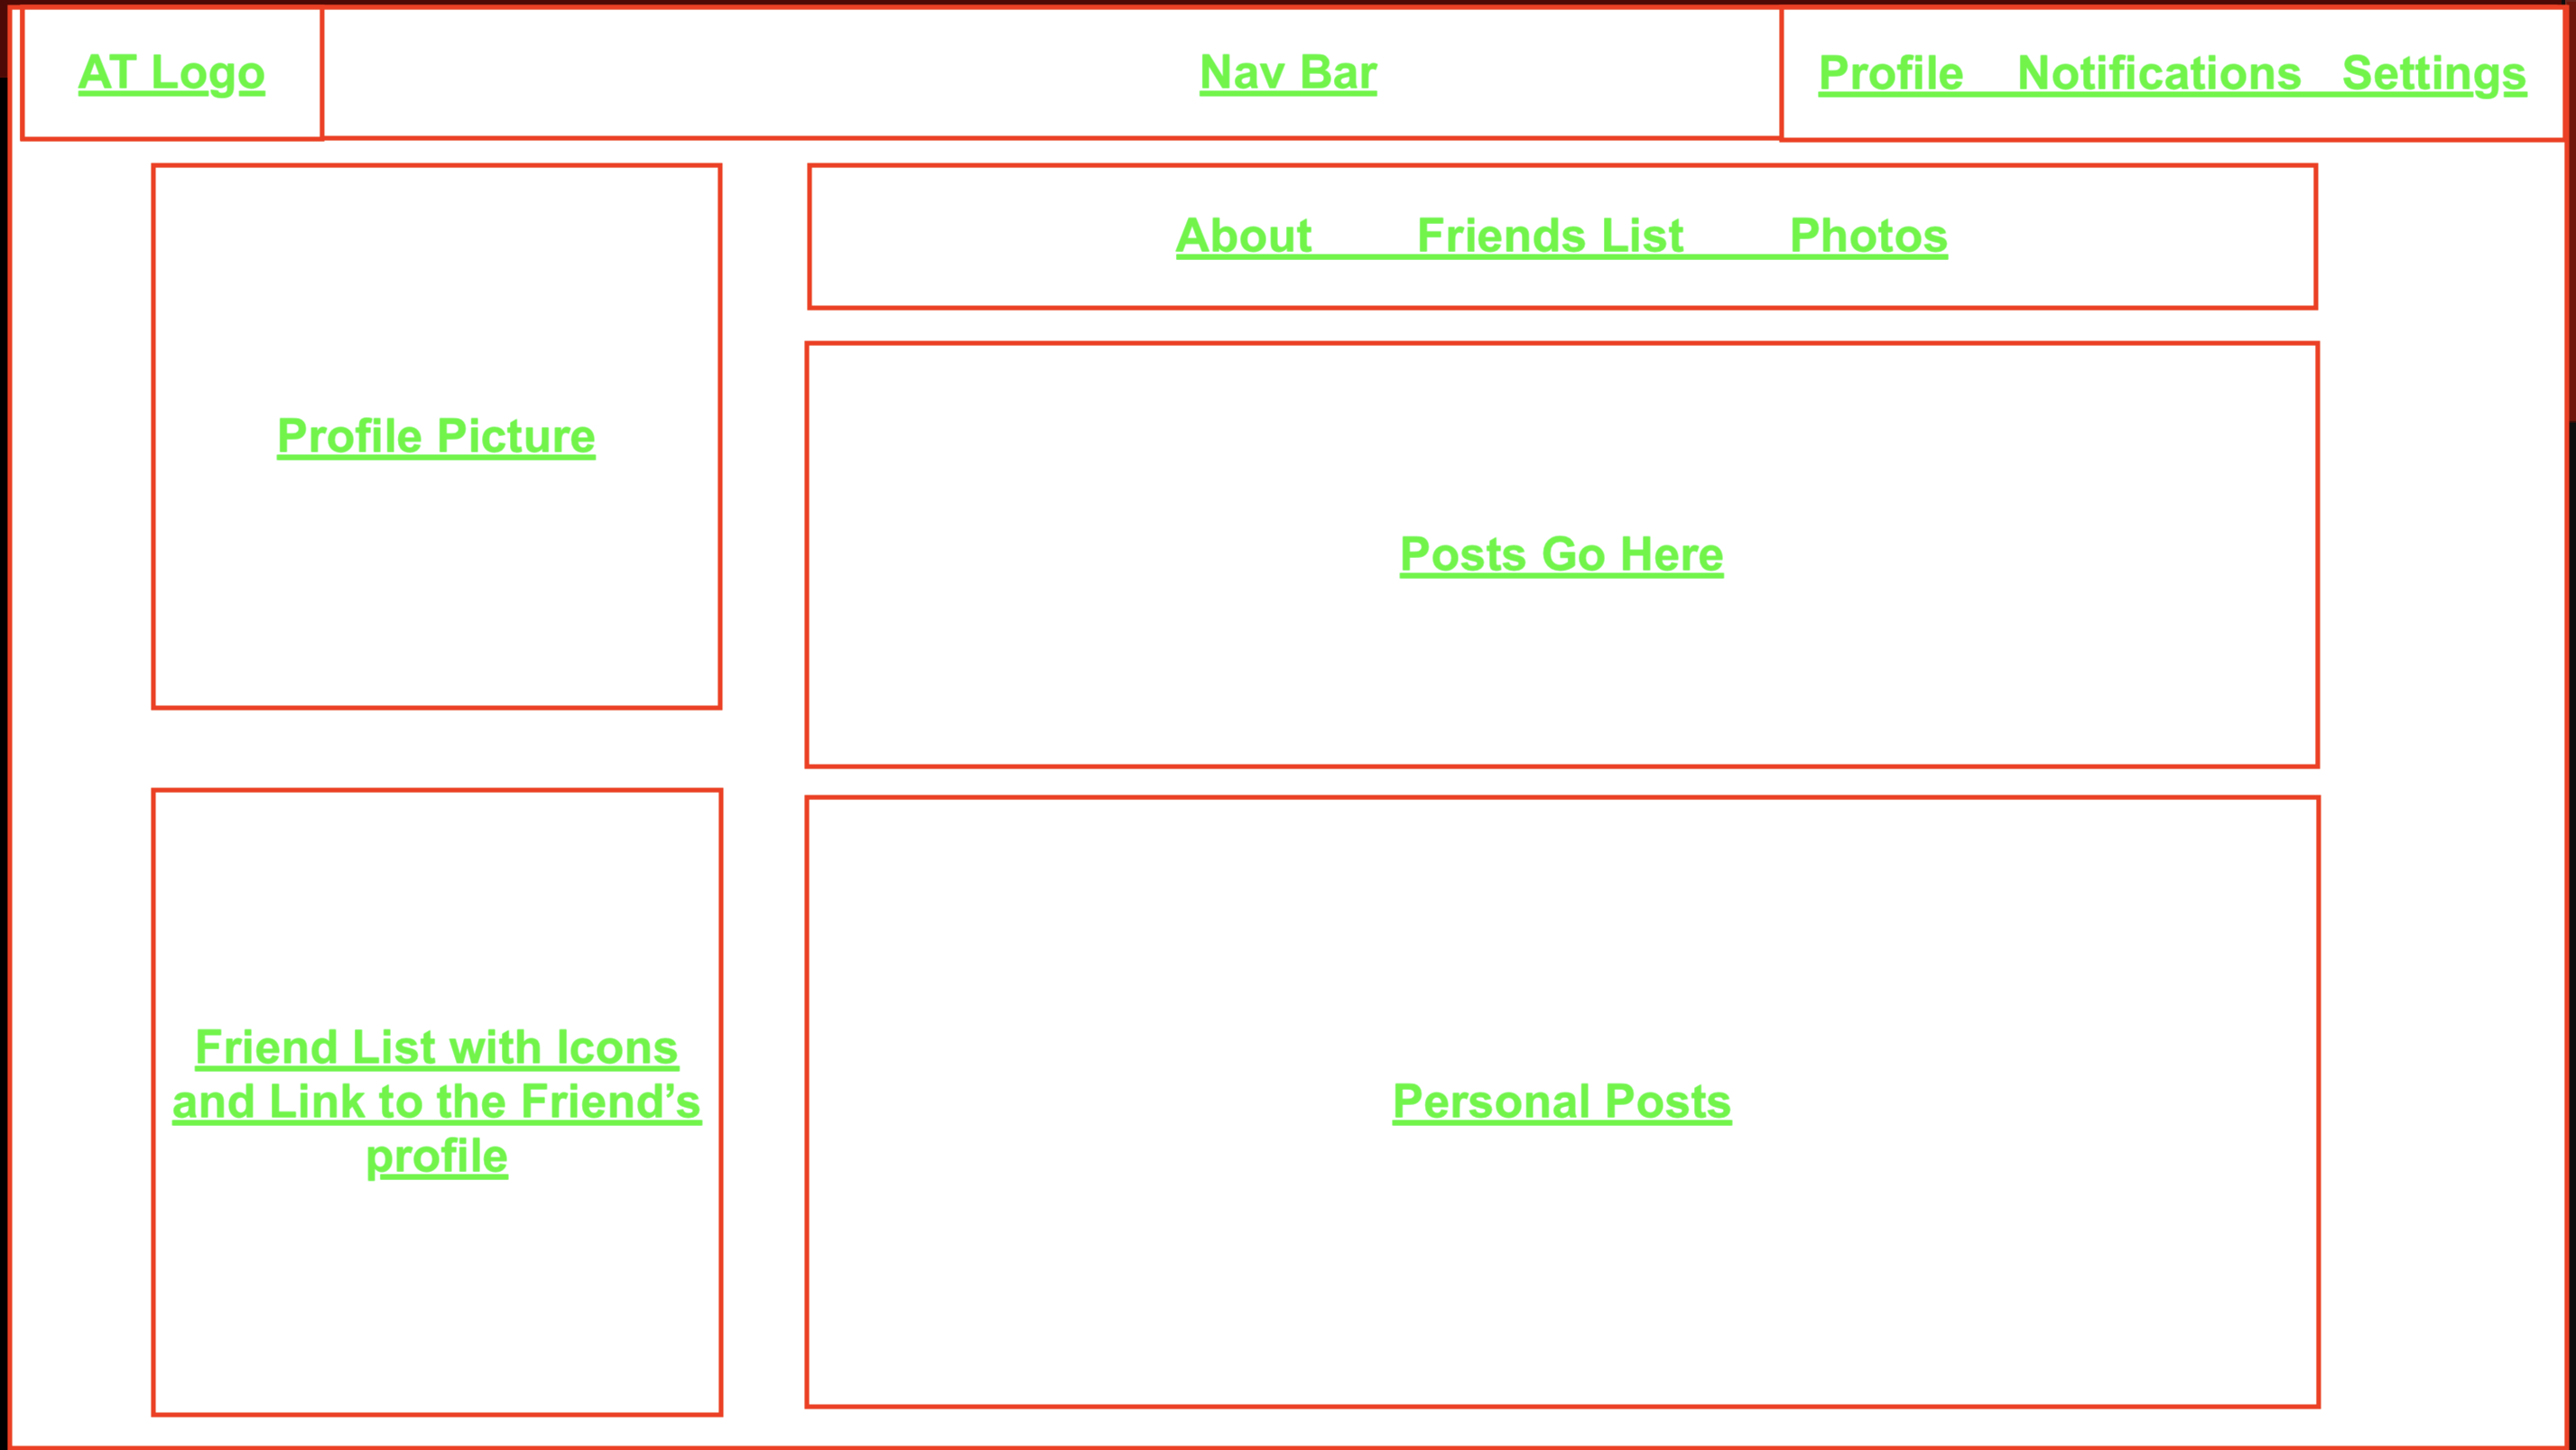 AT Logo
Nav Bar
Profile Notifications Settings
About Friends List Photos
Profile Picture
Posts Go Here
Friend List with Icons
and Link to the Friend’s
profile
Personal Posts